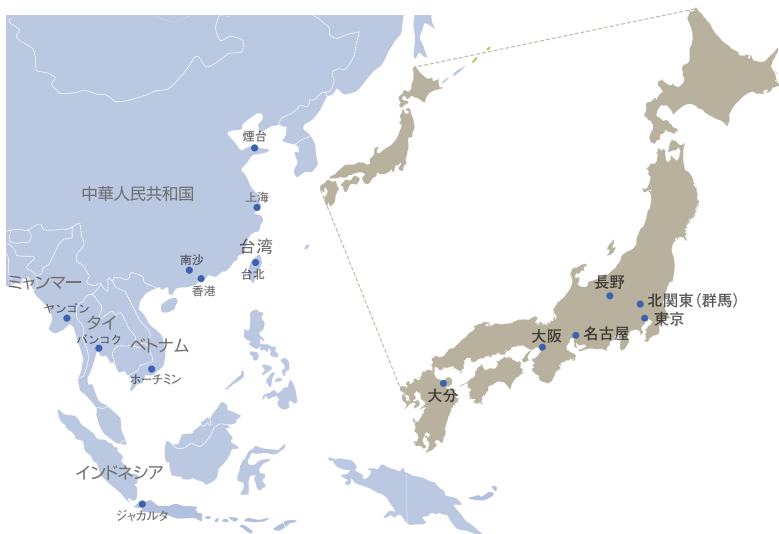 煙台
中華人民共和国
上海
台湾
台北
南沙
香港
ミャンマー
ヤンゴン
タイ
バンコク
ベトナム
ホーチミン
インドネシア
ジャカルタ
長野
北関東（群馬）
東京
名古屋
大阪
大分